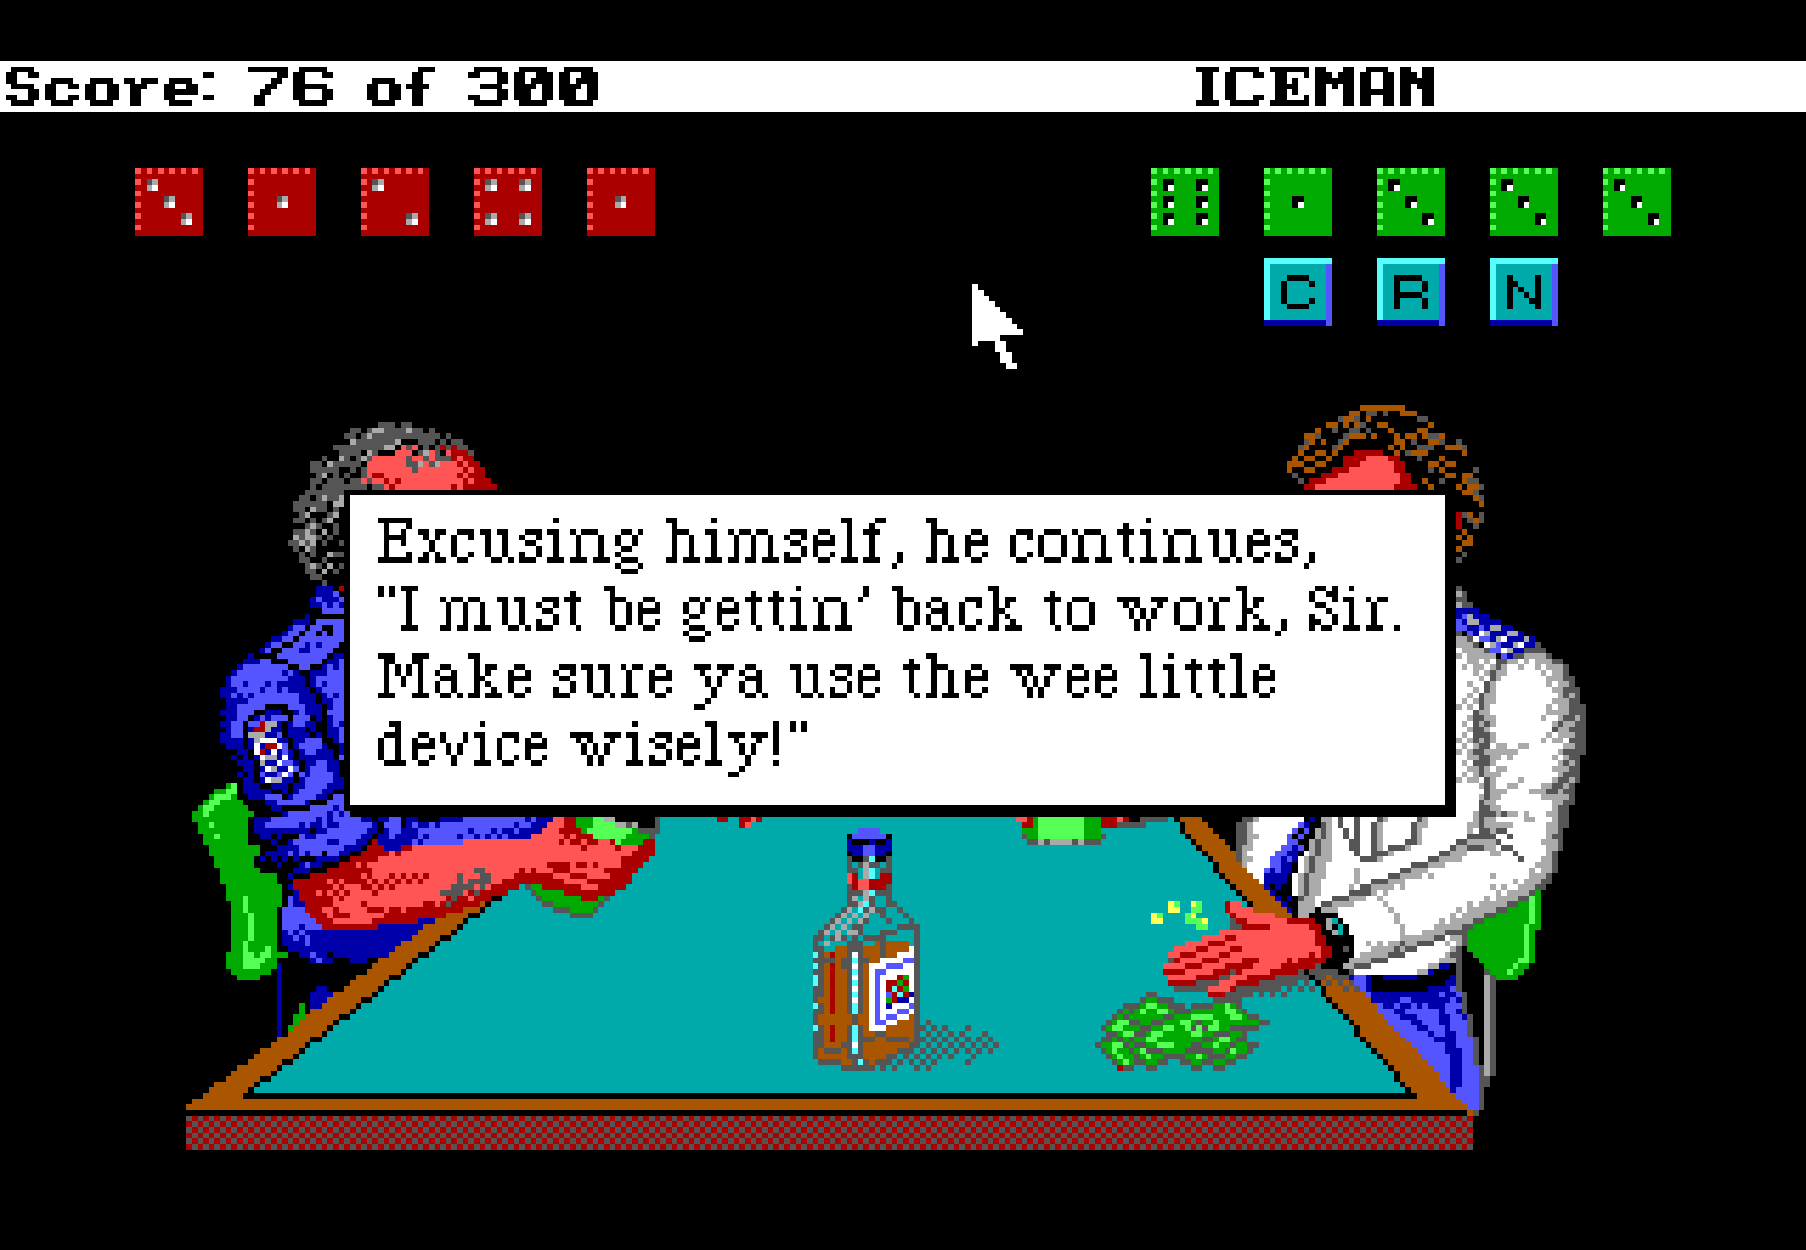 Score: 76 of 300 ICEMAN
C R N
Excusing himself, he continues,
"I must be gettin' back to work, Sir.
Make sure ya use the wee little
device wisely!"